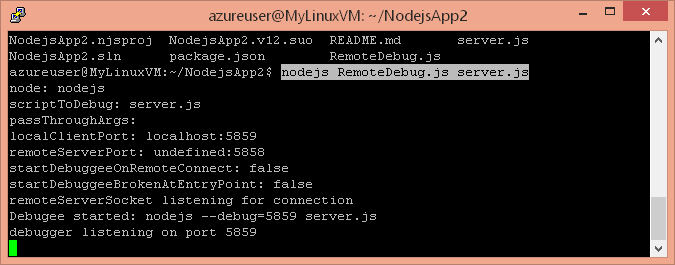 azureuser@MyLinuxVM: ~/NodejsApp2
NodejsApp2.njsproj  NodejsApp2.v12.suo  README.md      server.js
NodejsApp2.sln      package.json        RemoteDebug.js
azureuser@MyLinuxVM:~/NodejsApp2$ nodejs RemoteDebug.js server.js
node: nodejs
scriptToDebug: server.js
passThroughArgs:
localClientPort: localhost:5859
remoteServerPort: undefined:5858
startDebuggeeOnRemoteConnect: false
startDebuggeeBrokenAtEntryPoint: false
remoteServerSocket listening for connection
Debugee started: nodejs --debug=5859 server.js
debugger listening on port 5859